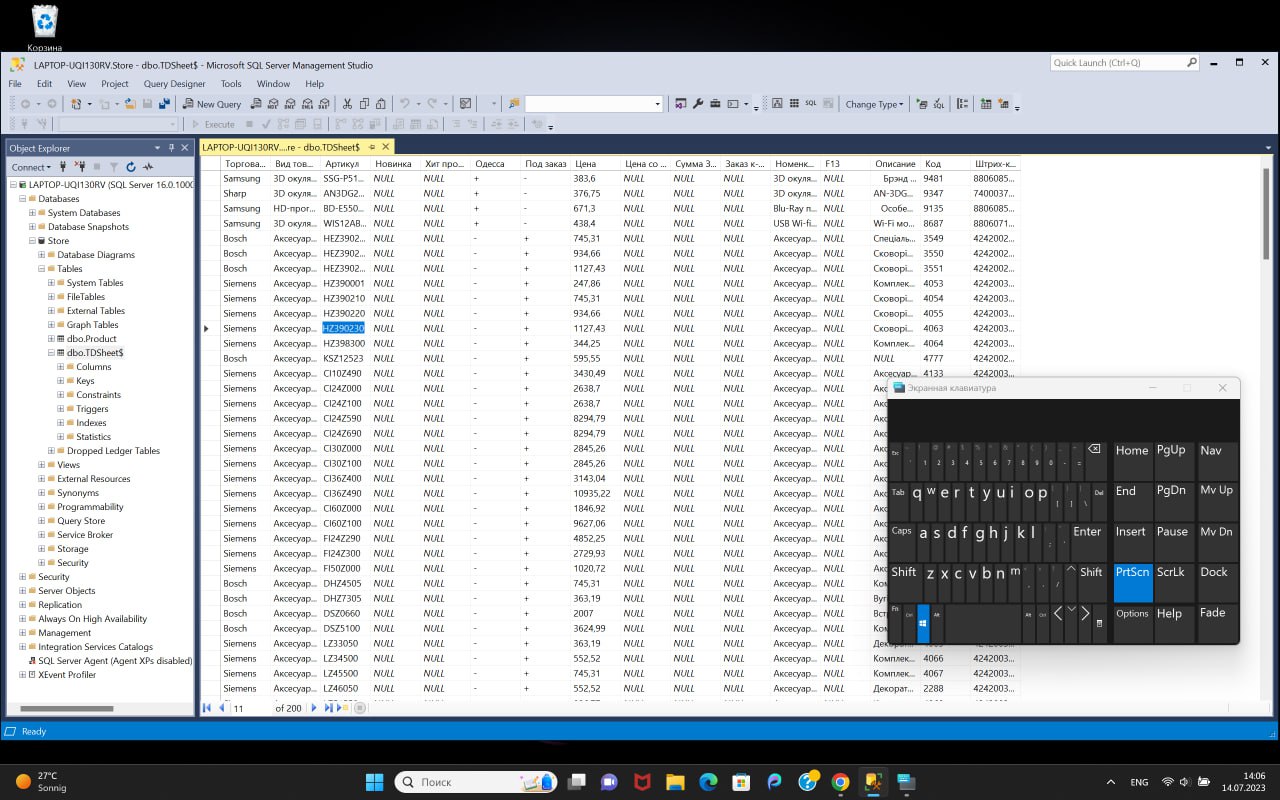 Корзина
LAPTOP-UQI130RV.Store - dbo.TDSheet$ - Microsoft SQL Server Management Studio
Quick Launch (Ctrl+Q)
File Edit View Project Query Designer Tools Window Help
New Query SQL Change Type
Execute
Object Explorer
Connect
LAPTOP-UQI130RV (SQL Server 16.0.1000
Databases
System Databases
Database Snapshots
Store
Database Diagrams
Tables
System Tables
FileTables
External Tables
Graph Tables
dbo.Product
dbo.TDSheet$
Columns
Keys
Constraints
Triggers
Indexes
Statistics
Dropped Ledger Tables
Views
External Resources
Synonyms
Programmability
Query Store
Service Broker
Storage
Security
Security
Server Objects
Replication
Always On High Availability
Management
Integration Services Catalogs
SQL Server Agent (Agent XPs disabled)
XEvent Profiler
LAPTOP-UQI130RV....re - dbo.TDSheet$
Торгова... Вид тов... Артикул Новинка Хит про... Одесса Под заказ Цена Цена со ... Сумма З... Заказ к-... Номенк... F13 Описание Код Штрих-к...
Samsung 3D окуля... SSG-P51... NULL NULL + - 383,6 NULL NULL NULL 3D окуля... NULL Брэнд ... 9481 8806085...
Sharp 3D окуля... AN3DG2... NULL NULL + - 376,75 NULL NULL NULL 3D окуля... NULL AN-3DG... 9347 7400037...
Samsung HD-прог... BD-E550... NULL NULL + - 671,3 NULL NULL NULL Blu-Ray п... NULL Особе... 9135 8806085...
Samsung 3D окуля... WIS12AB... NULL NULL + - 438,4 NULL NULL NULL USB Wi-fi... NULL Wi-Fi мо... 8687 8806071...
Bosch Аксесуар... HEZ3902... NULL NULL - + 745,31 NULL NULL NULL Аксесуар... NULL Спеціаль... 3549 4242002...
Bosch Аксесуар... HEZ3902... NULL NULL - + 934,66 NULL NULL NULL Аксесуар... NULL Сковорі... 3550 4242002...
Bosch Аксесуар... HEZ3902... NULL NULL - + 1127,43 NULL NULL NULL Аксесуар... NULL Сковорі... 3551 4242002...
Siemens Аксесуар... HZ390001 NULL NULL - + 247,86 NULL NULL NULL Аксесуар... NULL Комплек... 4053 4242003...
Siemens Аксесуар... HZ390210 NULL NULL - + 745,31 NULL NULL NULL Аксесуар... NULL Сковорі... 4054 4242003...
Siemens Аксесуар... HZ390220 NULL NULL - + 934,66 NULL NULL NULL Аксесуар... NULL Сковорі... 4055 4242003...
Siemens Аксесуар... HZ390230 NULL NULL - + 1127,43 NULL NULL NULL Аксесуар... NULL Сковорі... 4063 4242003...
Siemens Аксесуар... HZ398300 NULL NULL - + 344,25 NULL NULL NULL Аксесуар... NULL Комплек... 4064 4242003...
Bosch Аксесуар... KSZ12523 NULL NULL - + 595,55 NULL NULL NULL Аксесуар... NULL NULL 4777 4242002...
Siemens Аксесуар... CI10Z490 NULL NULL - + 3430,49 NULL NULL NULL Аксесуар... NULL Аксесуар... 4133 4242003...
Siemens Аксесуар... CI24Z000 NULL NULL - + 2638,7 NULL NULL NULL Аксесуар... NULL Акс
Siemens Аксесуар... CI24Z100 NULL NULL - + 2638,7 NULL NULL NULL Аксесуар... NULL Акс
Siemens Аксесуар... CI24Z590 NULL NULL - + 8294,79 NULL NULL NULL Аксесуар... NULL Акс
Siemens Аксесуар... CI24Z690 NULL NULL - + 8294,79 NULL NULL NULL Аксесуар... NULL Акс
Siemens Аксесуар... CI30Z000 NULL NULL - + 2845,26 NULL NULL NULL Аксесуар... NULL Акс
Siemens Аксесуар... CI30Z100 NULL NULL - + 2845,26 NULL NULL NULL Аксесуар... NULL Акс
Siemens Аксесуар... CI36Z400 NULL NULL - + 3143,04 NULL NULL NULL Аксесуар... NULL Акс
Siemens Аксесуар... CI36Z490 NULL NULL - + 10935,22 NULL NULL NULL Аксесуар... NULL Акс
Siemens Аксесуар... CI60Z000 NULL NULL - + 1846,92 NULL NULL NULL Аксесуар... NULL Акс
Siemens Аксесуар... CI60Z100 NULL NULL - + 9627,06 NULL NULL NULL Аксесуар... NULL Акс
Siemens Аксесуар... FI24Z290 NULL NULL - + 4852,25 NULL NULL NULL Аксесуар... NULL Акс
Siemens Аксесуар... FI24Z300 NULL NULL - + 2729,93 NULL NULL NULL Аксесуар... NULL Акс
Siemens Аксесуар... FI50Z000 NULL NULL - + 1020,72 NULL NULL NULL Аксесуар... NULL Акс
Bosch Аксесуар... DHZ4505 NULL NULL - + 745,31 NULL NULL NULL Аксесуар... NULL Ком
Bosch Аксесуар... DHZ7305 NULL NULL - + 363,19 NULL NULL NULL Аксесуар... NULL Вуг
Bosch Аксесуар... DSZ0660 NULL NULL - + 2007 NULL NULL NULL Аксесуар... NULL Вст
Bosch Аксесуар... DSZ5100 NULL NULL - + 3624,99 NULL NULL NULL Аксесуар... NULL Ком
Siemens Аксесуар... LZ33050 NULL NULL - + 363,19 NULL NULL NULL Аксесуар... NULL
Siemens Аксесуар... LZ34500 NULL NULL - + 552,52 NULL NULL NULL Аксесуар... NULL Комплек... 4066 4242003...
Siemens Аксесуар... LZ45500 NULL NULL - + 745,31 NULL NULL NULL Аксесуар... NULL Комплек... 4067 4242003...
Siemens Аксесуар... LZ46050 NULL NULL - + 552,52 NULL NULL NULL Аксесуар... NULL Декорат... 2288 4242003...
11 of 200
Экранная клавиатура
Esc 1 2 3 4 5 6 7 8 9 0 - = Home PgUp Nav
Tab q w e r t y u i o p [ ] \ Del End PgDn Mv Up
Caps a s d f g h j k l ; ' Enter Insert Pause Mv Dn
Shift z x c v b n m , . / Shift PrtScn ScrLk Dock
Fn Ctrl Alt Alt Ctrl Options Help Fade
Ready
27°C
Sonnig
Поиск
ENG
14:06
14.07.2023